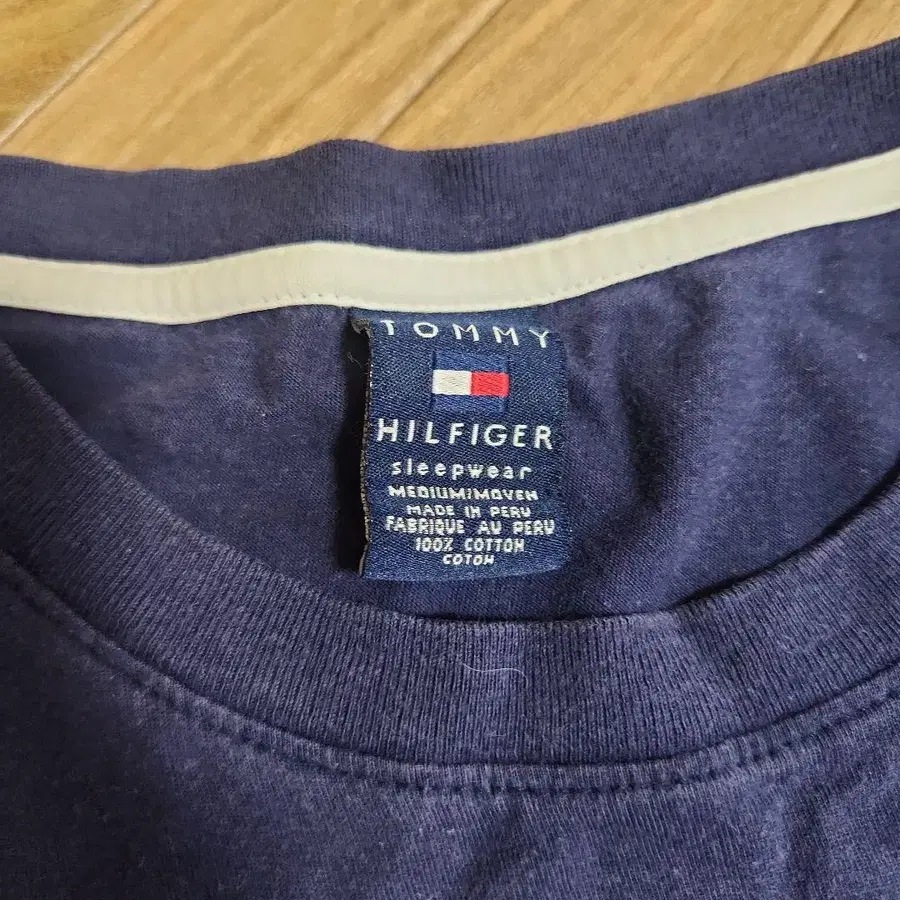 TOMMY
HILFIGER
sleepwear
MEDIUM/MOYEN
MADE IN PERU
FABRIQUE AU PERU
100% COTTON
COTON